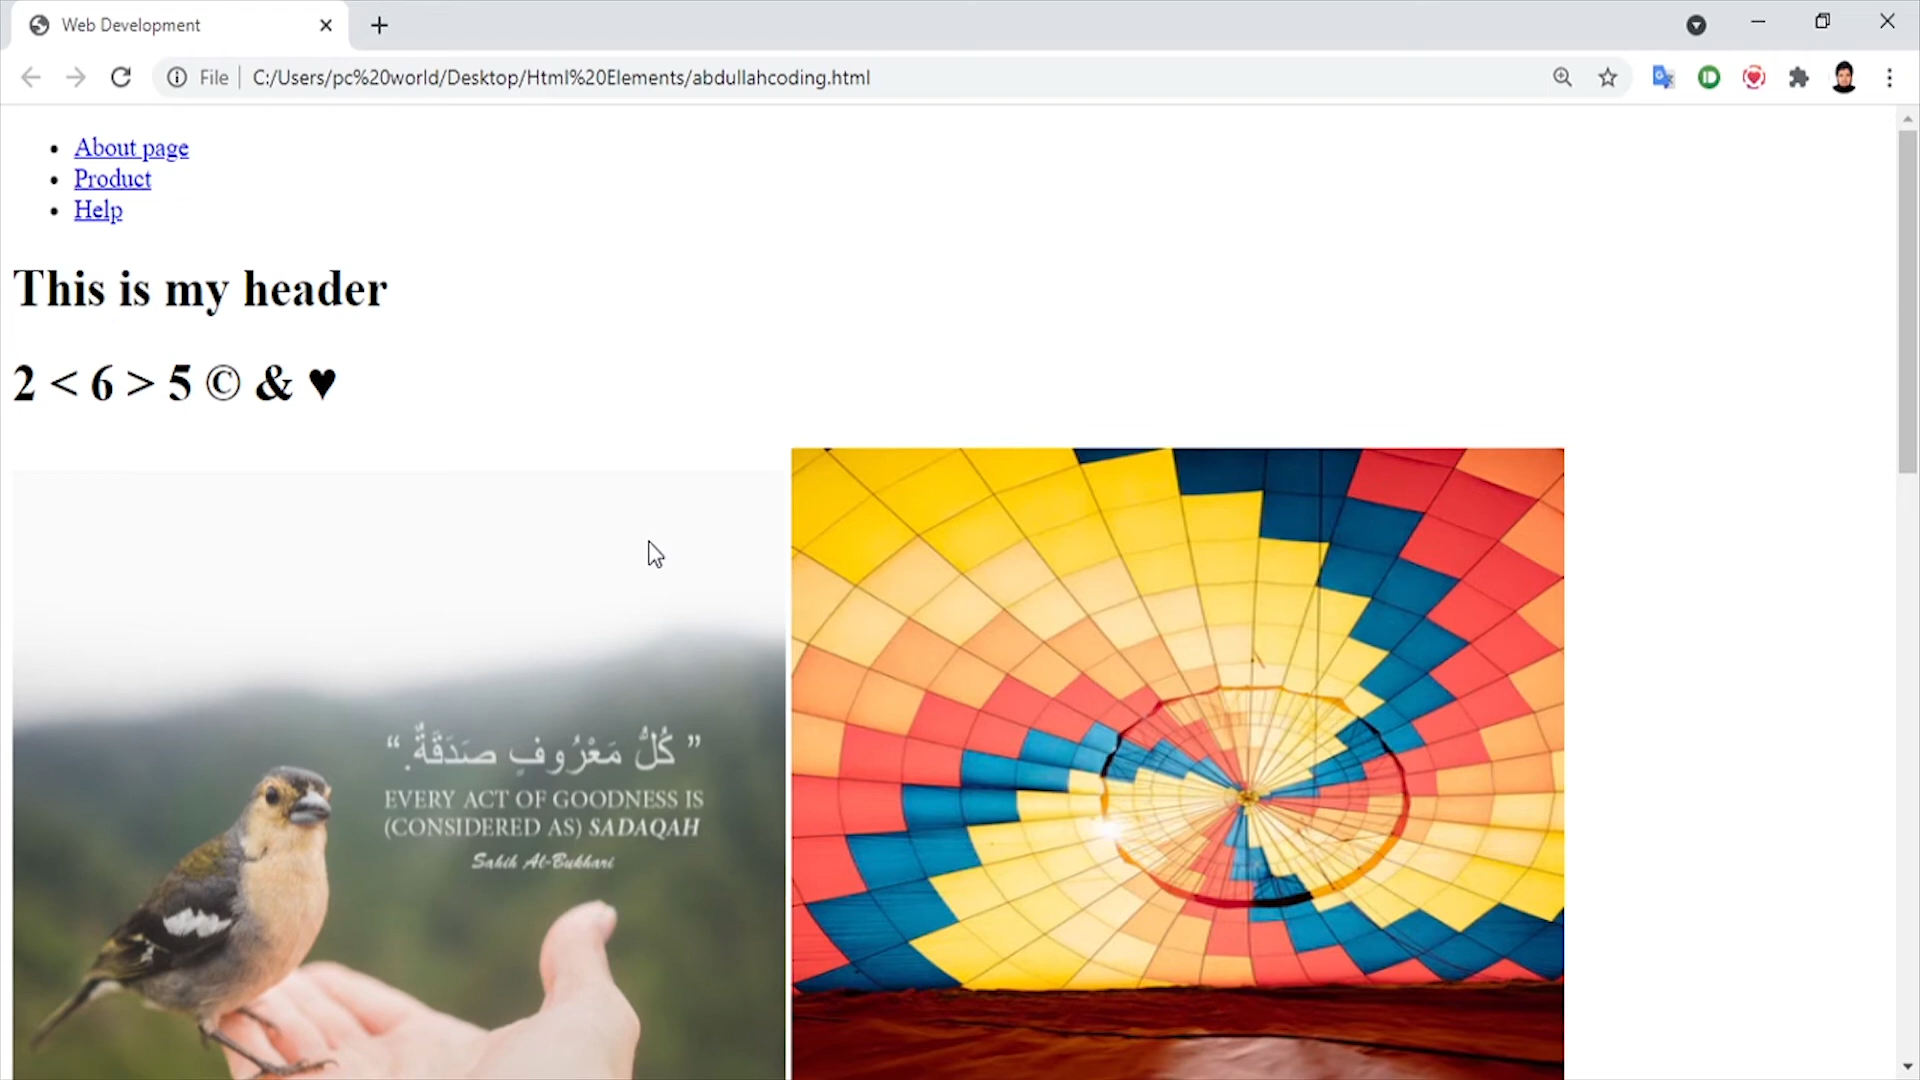 Web Development
File
C:/Users/pc%20world/Desktop/Html%20Elements/abdullahcoding.html
About page
Product
Help
This is my header
2 < 6 > 5 © & ♥
“ كُلُّ مَعْرُوفٍ صَدَقَةٌ. ”
EVERY ACT OF GOODNESS IS
(CONSIDERED AS) SADAQAH
Sahih Al-Bukhari